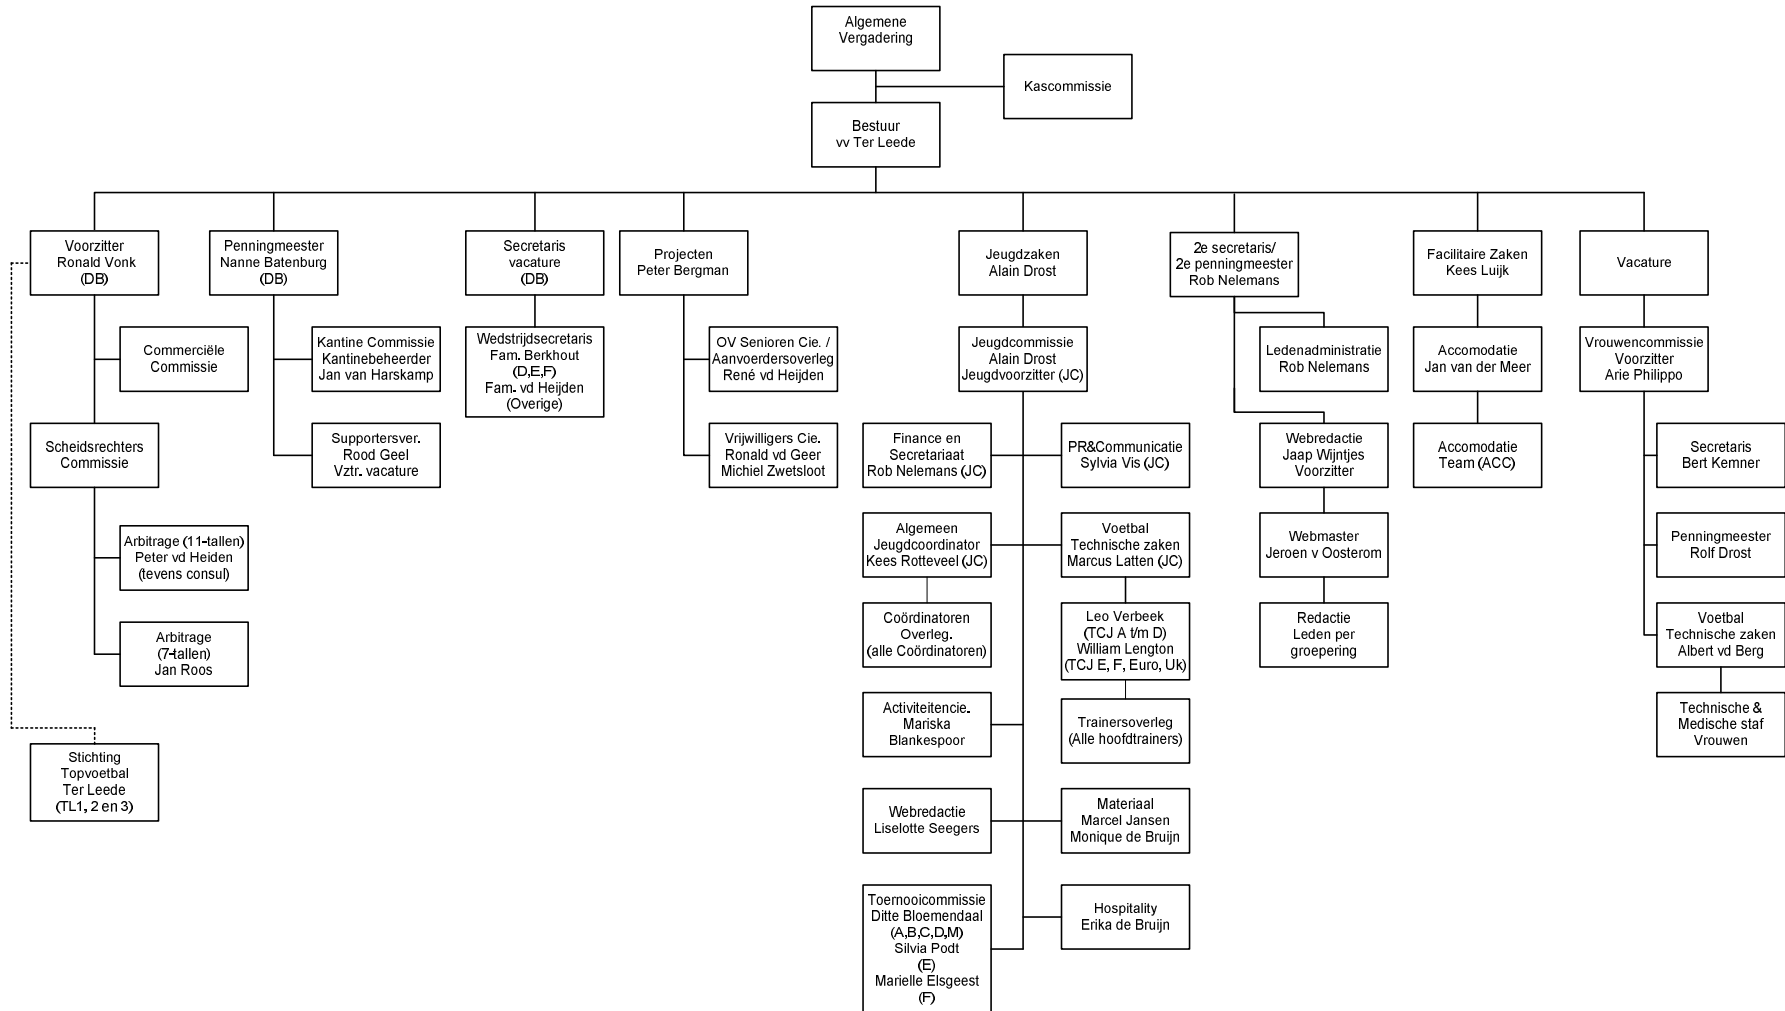 Algemene
Vergadering
Kascommissie
Bestuur
vv Ter Leede
Voorzitter
Ronald Vonk
(DB)
Penningmeester
Nanne Batenburg
(DB)
Secretaris
vacature
(DB)
Projecten
Peter Bergman
Jeugdzaken
Alain Drost
2e secretaris/
2e penningmeester
Rob Nelemans
Facilitaire Zaken
Kees Luijk
Vacature
Commerciële
Commissie
Kantine Commissie
Kantinebeheerder
Jan van Harskamp
Wedstrijdsecretaris
Fam. Berkhout
(D,E,F)
Fam. vd Heijden
(Overige)
OV Senioren Cie. /
Aanvoerdersoverleg
René vd Heijden
Jeugdcommissie
Alain Drost
Jeugdvoorzitter (JC)
Ledenadministratie
Rob Nelemans
Accomodatie
Jan van der Meer
Vrouwencommissie
Voorzitter
Arie Philippo
Scheidsrechters
Commissie
Supportersver.
Rood Geel
Vztr. vacature
Vrijwilligers Cie.
Ronald vd Geer
Michiel Zwetsloot
Finance en
Secretariaat
Rob Nelemans (JC)
PR&Communicatie
Sylvia Vis (JC)
Webredactie
Jaap Wijntjes
Voorzitter
Accomodatie
Team (ACC)
Secretaris
Bert Kemner
Arbitrage (11-tallen)
Peter vd Heiden
(tevens consul)
Algemeen
Jeugdcoordinator
Kees Rotteveel (JC)
Voetbal
Technische zaken
Marcus Latten (JC)
Webmaster
Jeroen v Oosterom
Penningmeester
Rolf Drost
Arbitrage
(7-tallen)
Jan Roos
Coördinatoren
Overleg.
(alle Coördinatoren)
Leo Verbeek
(TCJ A t/m D)
William Lengton
(TCJ E, F, Euro, Uk)
Redactie
Leden per
groepering
Voetbal
Technische zaken
Albert vd Berg
Activiteitencie.
Mariska
Blankespoor
Trainersoverleg
(Alle hoofdtrainers)
Technische &
Medische staf
Vrouwen
Stichting
Topvoetbal
Ter Leede
(TL1, 2 en 3)
Webredactie
Liselotte Seegers
Materiaal
Marcel Jansen
Monique de Bruijn
Toernooicommissie
Ditte Bloemendaal
(A,B,C,D,M)
Silvia Podt
(E)
Marielle Elsgeest
(F)
Hospitality
Erika de Bruijn